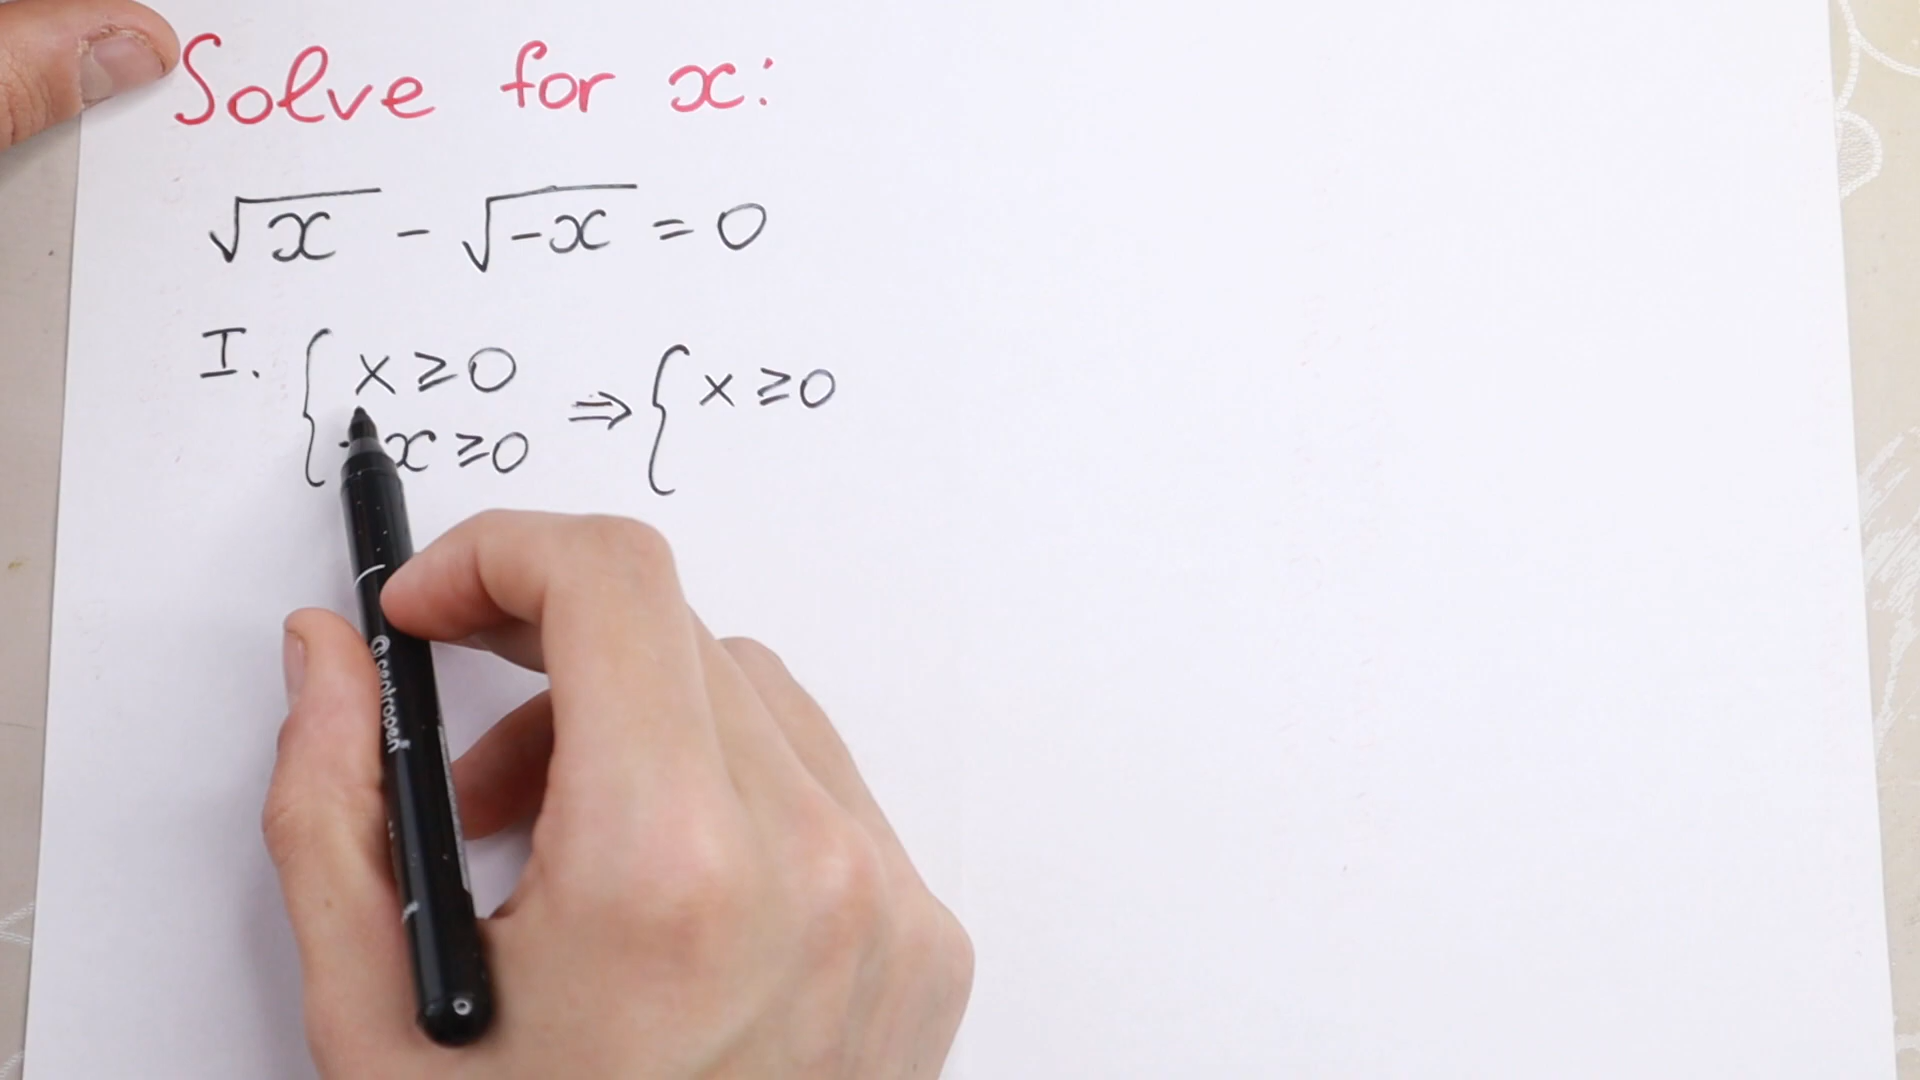 Solve for x:
√x - √-x = 0
I. { x ≥ 0 ⇒ { x ≥ 0
-x ≥ 0
centropen